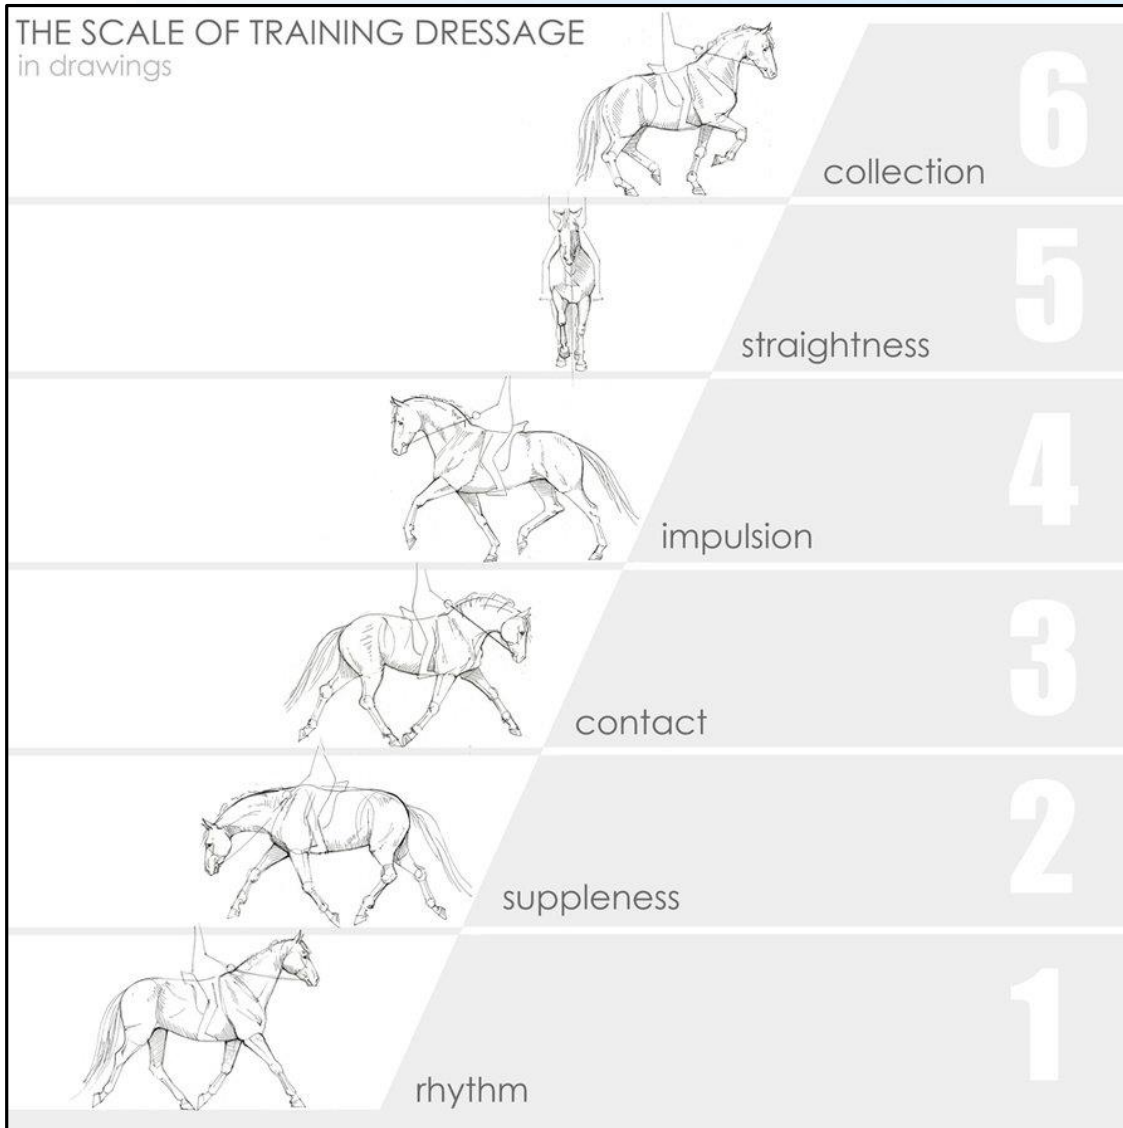 THE SCALE OF TRAINING DRESSAGE
in drawings
6
collection
5
straightness
4
impulsion
3
contact
2
suppleness
1
rhythm